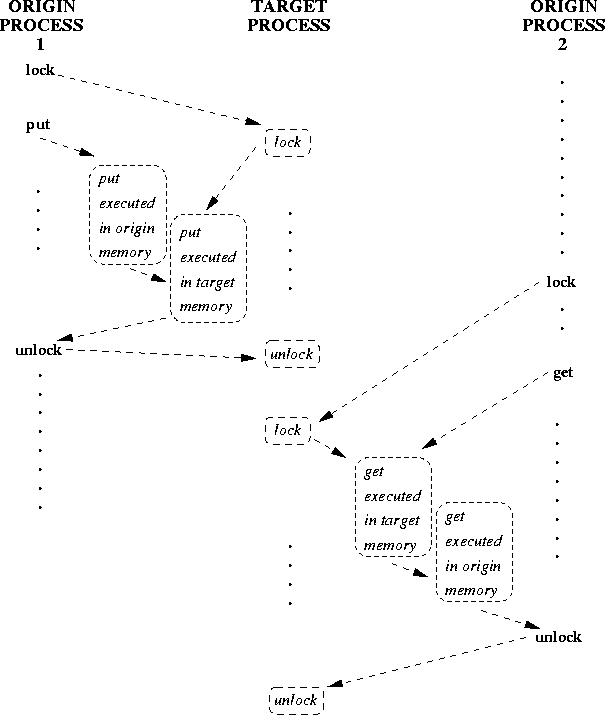 ORIGIN PROCESS 1
TARGET PROCESS
ORIGIN PROCESS 2
lock
put
lock
put
executed
in origin
memory
put
executed
in target
memory
lock
unlock
unlock
get
lock
get
executed
in target
memory
get
executed
in origin
memory
unlock
unlock